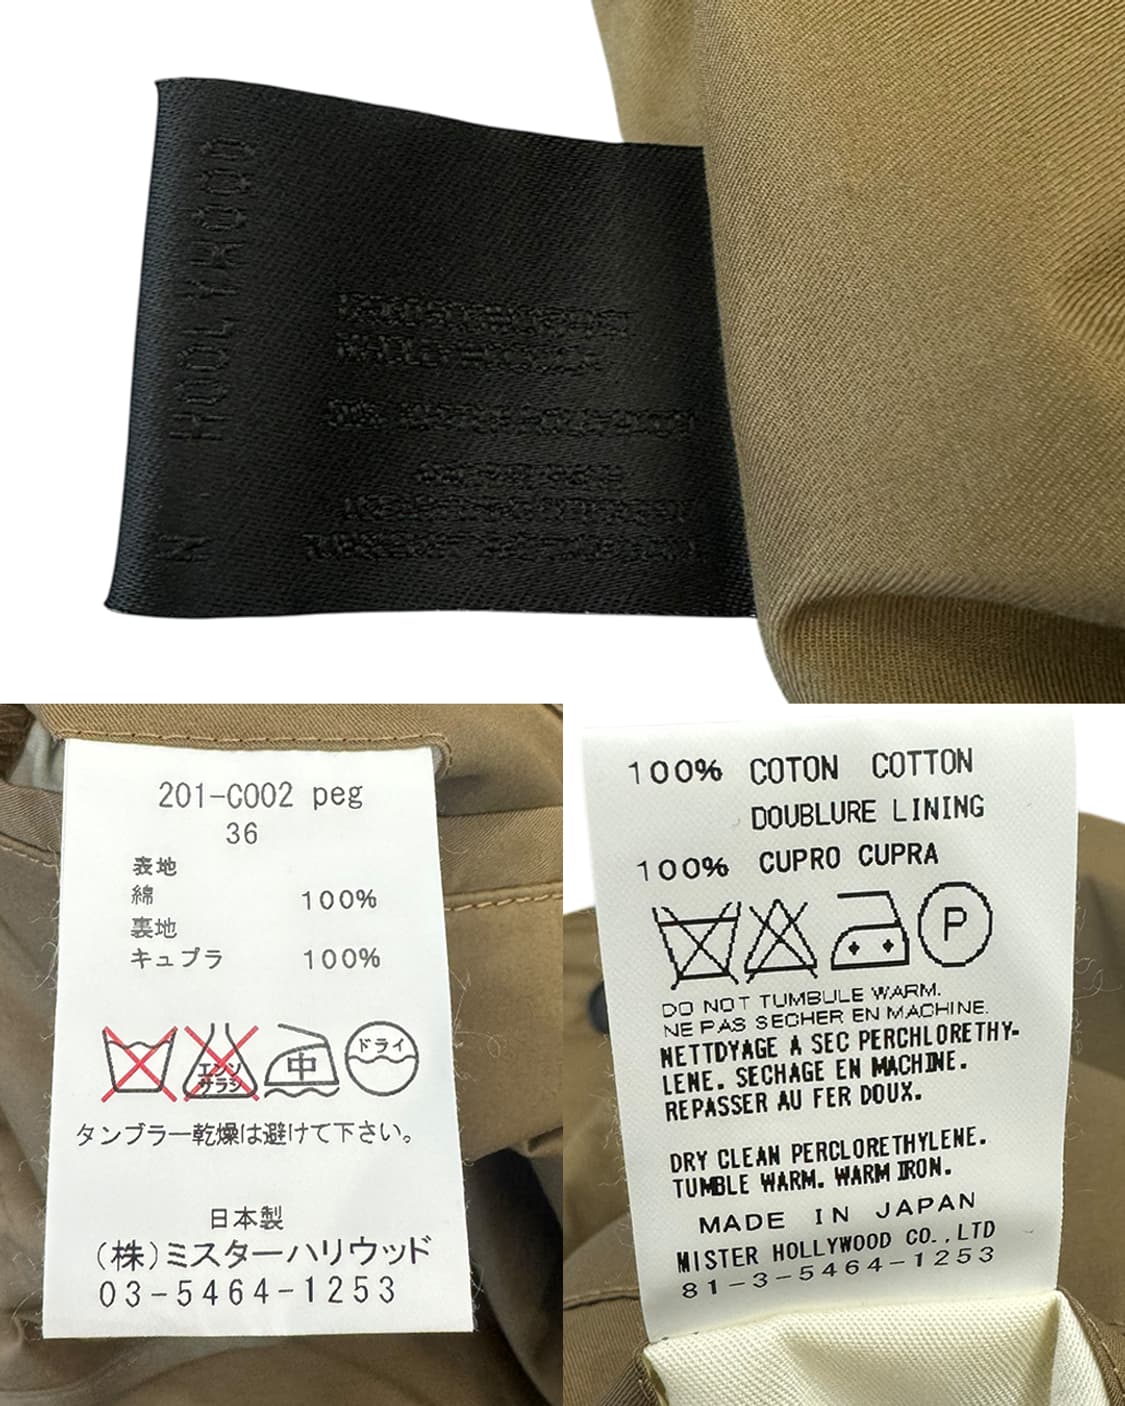 N HOOLYWOOD
201-C002 peg
36
表地
綿 100%
裏地
キュプラ 100%
エンソ
サラシ
中
ドライ
タンブラー乾燥は避けて下さい。
日本製
(株)ミスターハリウッド
03-5464-1253
100% COTON COTTON
DOUBLURE LINING
100% CUPRO CUPRA
P
DO NOT TUMBULE WARM.
NE PAS SECHER EN MACHINE.
NETTDYAGE A SEC PERCHLORETHY-
LENE. SECHAGE EN MACHINE.
REPASSER AU FER DOUX.
DRY CLEAN PERCLORETHYLENE.
TUMBLE WARM. WARM IRON.
MADE IN JAPAN
MISTER HOLLYWOOD CO.,LTD
81-3-5464-1253